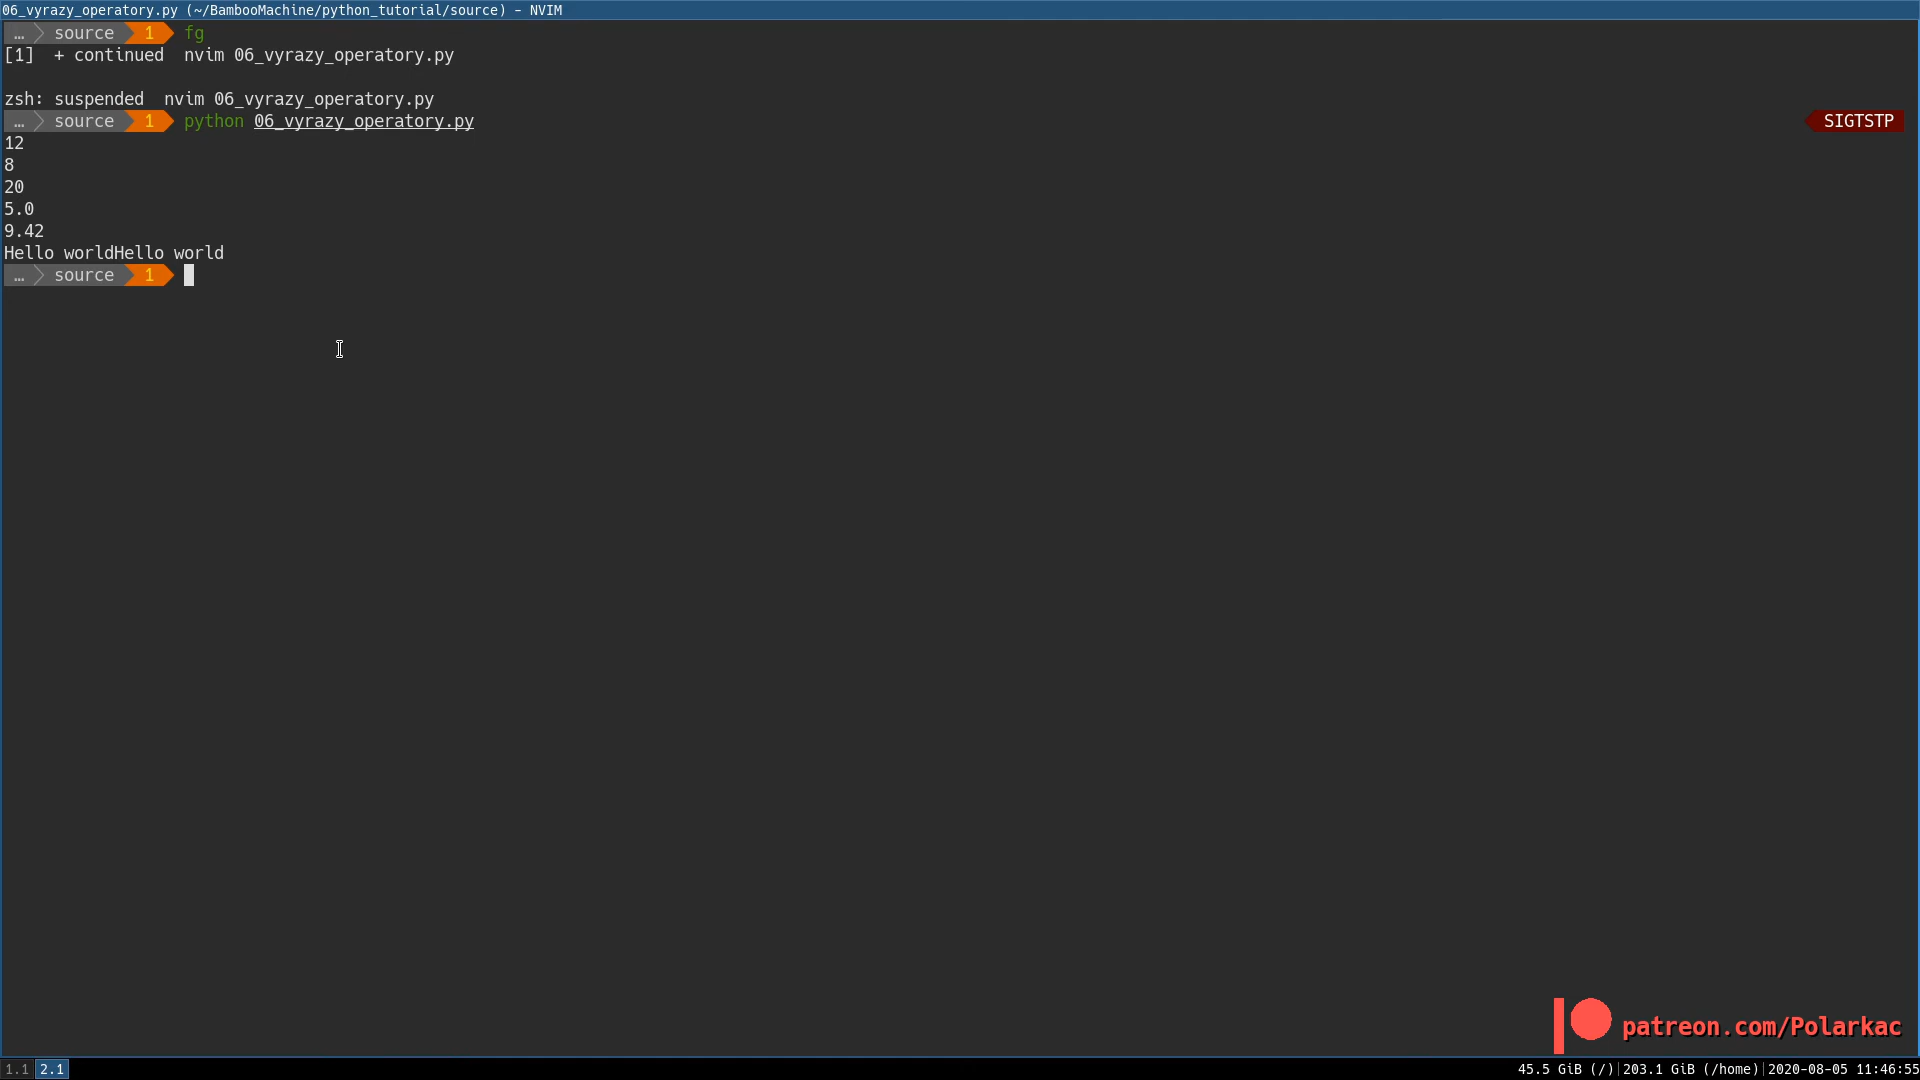 06_vyrazy_operatory.py (~/BambooMachine/python_tutorial/source) - NVIM
… source 1 fg
[1]  + continued  nvim 06_vyrazy_operatory.py
zsh: suspended  nvim 06_vyrazy_operatory.py
… source 1 python 06_vyrazy_operatory.py SIGTSTP
12
8
20
5.0
9.42
Hello worldHello world
… source 1
patreon.com/Polarkac
1.1 2.1 45.5 GiB (/)|203.1 GiB (/home)|2020-08-05 11:46:55